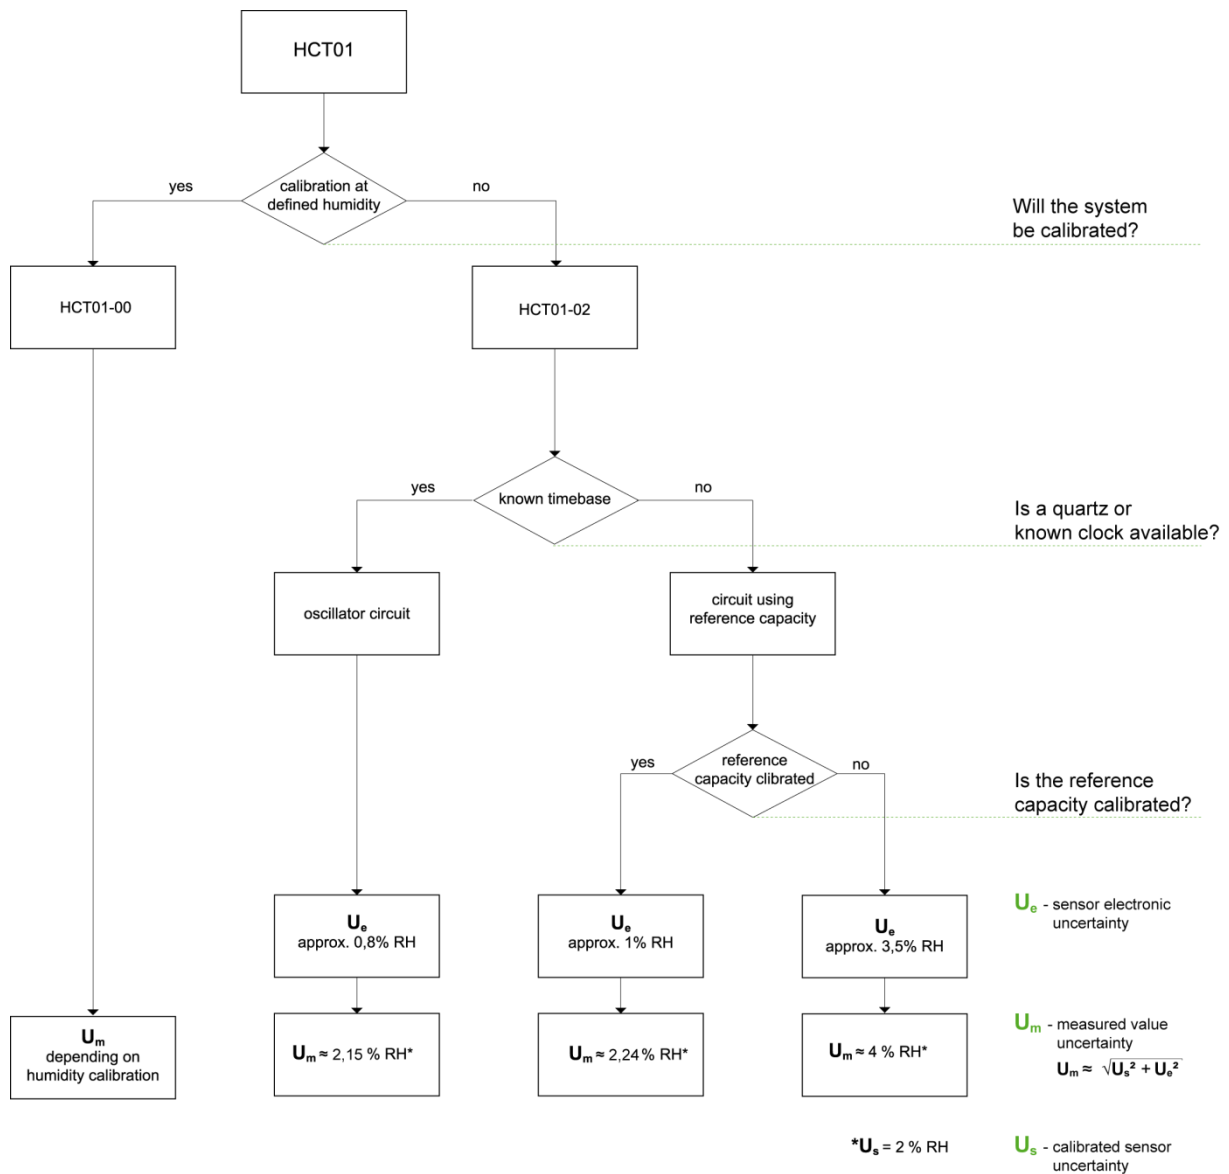 HCT01
yes
calibration at
defined humidity
no
Will the system
be calibrated?
HCT01-00
HCT01-02
yes
known timebase
no
Is a quartz or
known clock available?
oscillator circuit
circuit using
reference capacity
yes
reference
capacity clibrated
no
Is the reference
capacity calibrated?
Ue
approx. 0,8% RH
Ue
approx. 1% RH
Ue
approx. 3,5% RH
Ue - sensor electronic
uncertainty
Um
depending on
humidity calibration
Um ≈ 2,15 % RH*
Um ≈ 2,24 % RH*
Um ≈ 4 % RH*
Um - measured value
uncertainty
Um ≈ √Us² + Ue²
*Us = 2 % RH
Us - calibrated sensor
uncertainty